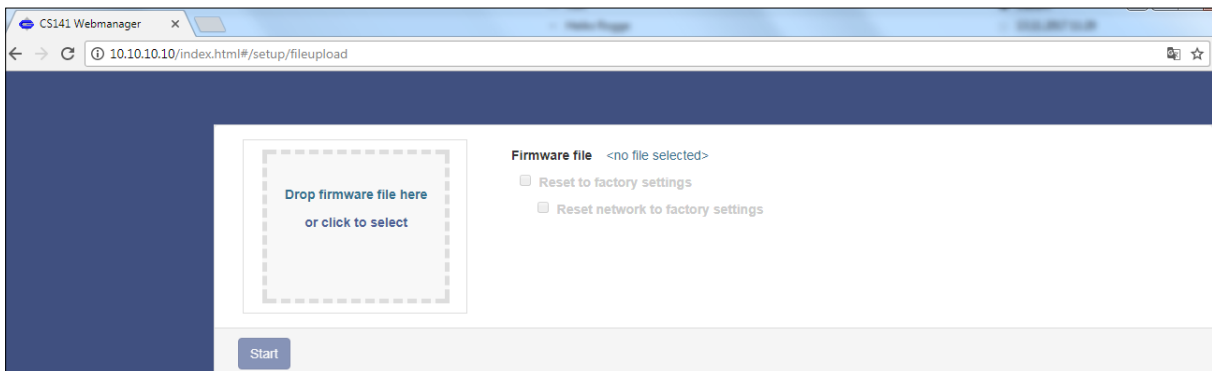 CS141 Webmanager
10.10.10.10/index.html#/setup/fileupload
Drop firmware file here
or click to select
Firmware file <no file selected>
Reset to factory settings
Reset network to factory settings
Start